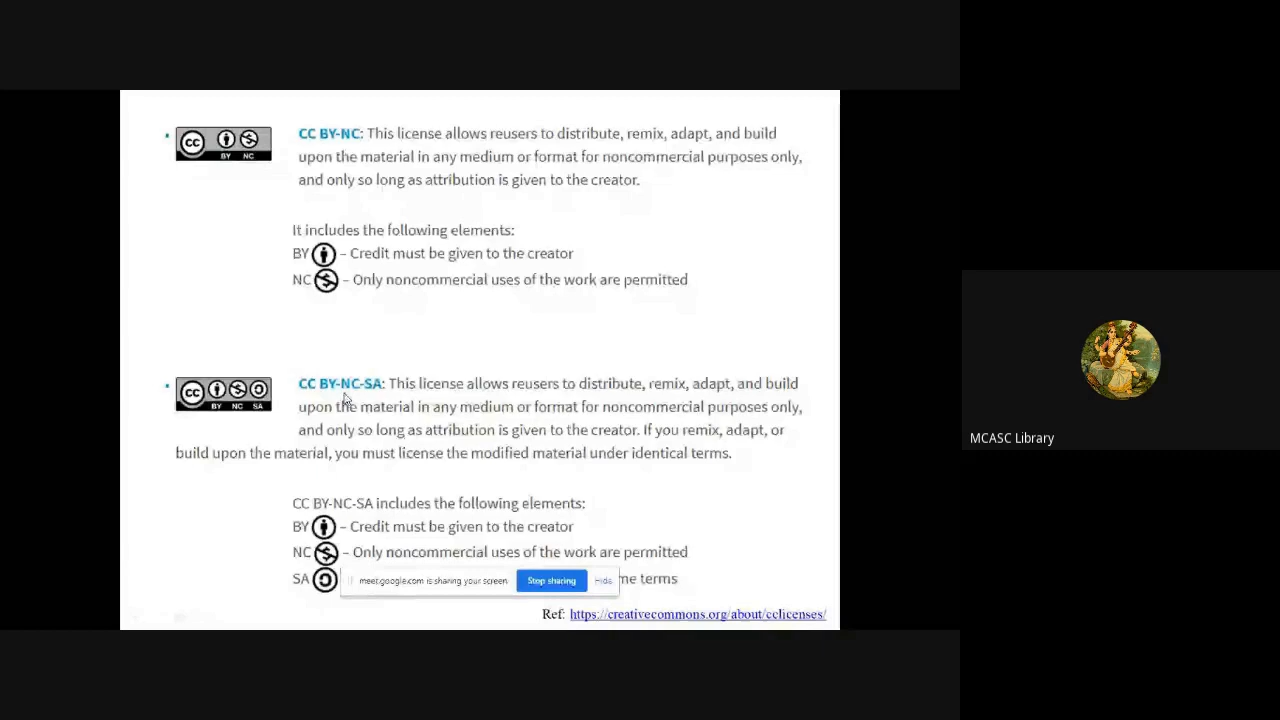 CC BY-NC: This license allows reusers to distribute, remix, adapt, and build
BY NC
upon the material in any medium or format for noncommercial purposes only,
and only so long as attribution is given to the creator.
It includes the following elements:
BY – Credit must be given to the creator
NC – Only noncommercial uses of the work are permitted
CC BY-NC-SA: This license allows reusers to distribute, remix, adapt, and build
BY NC SA
upon the material in any medium or format for noncommercial purposes only,
and only so long as attribution is given to the creator. If you remix, adapt, or
build upon the material, you must license the modified material under identical terms.
CC BY-NC-SA includes the following elements:
BY – Credit must be given to the creator
NC – Only noncommercial uses of the work are permitted
SA
meet.google.com is sharing your screen Stop sharing Hide
terms
Ref: https://creativecommons.org/about/cclicenses/
MCASC Library